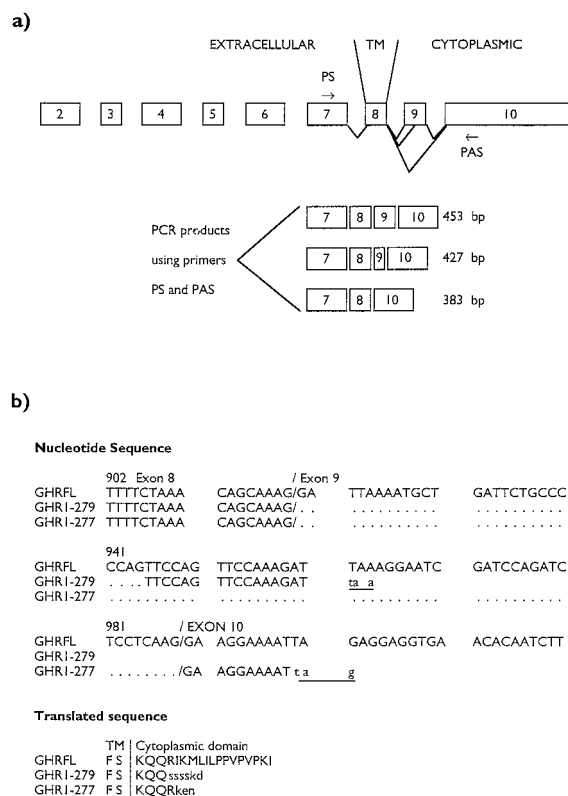 a)
EXTRACELLULAR TM CYTOPLASMIC
PS
→
2 3 4 5 6 7 8 9 10
←
PAS
7 8 9 10 453 bp
PCR products
using primers
PS and PAS
7 8 9 10 427 bp
7 8 10 383 bp
b)
Nucleotide Sequence
902 Exon 8 / Exon 9
GHRFL TTTTCTAAA CAGCAAAG/GA TTAAAATGCT GATTCTGCCC
GHR1-279 TTTTCTAAA CAGCAAAG/. . . . . . . . . . . . . . . . . . . . . .
GHR1-277 TTTTCTAAA CAGCAAAG/. . . . . . . . . . . . . . . . . . . . . .
941
GHRFL CCAGTTCCAG TTCCAAAGAT TAAAGGAATC GATCCAGATC
GHR1-279 . . . . TTCCAG TTCCAAAGAT ta a
GHR1-277 . . . . . . . . . . . . . . . . . . . . . . . . . . . . . . . . . . . . . . . .
981 / EXON 10
GHRFL TCCTCAAG/GA AGGAAAATTA GAGGAGGTGA ACACAATCTT
GHR1-279
GHR1-277 . . . . . . . . /GA AGGAAAAT t a g
Translated sequence
TM Cytoplasmic domain
GHRFL F S KQQRIKMLILPPVPVPKI
GHR1-279 F S KQQsssskd
GHR1-277 F S KQQRken